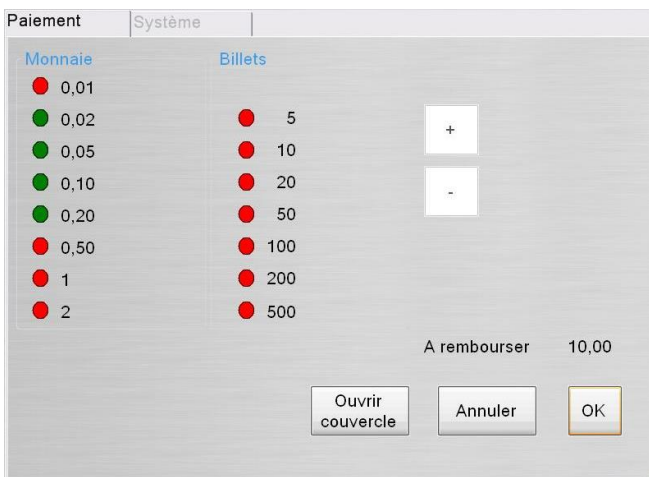 Paiement Système
Monnaie Billets
0,01
0,02 5 +
0,05 10
0,10 20 -
0,20 50
0,50 100
1 200
2 500
A rembourser 10,00
Ouvrir
couvercle Annuler OK